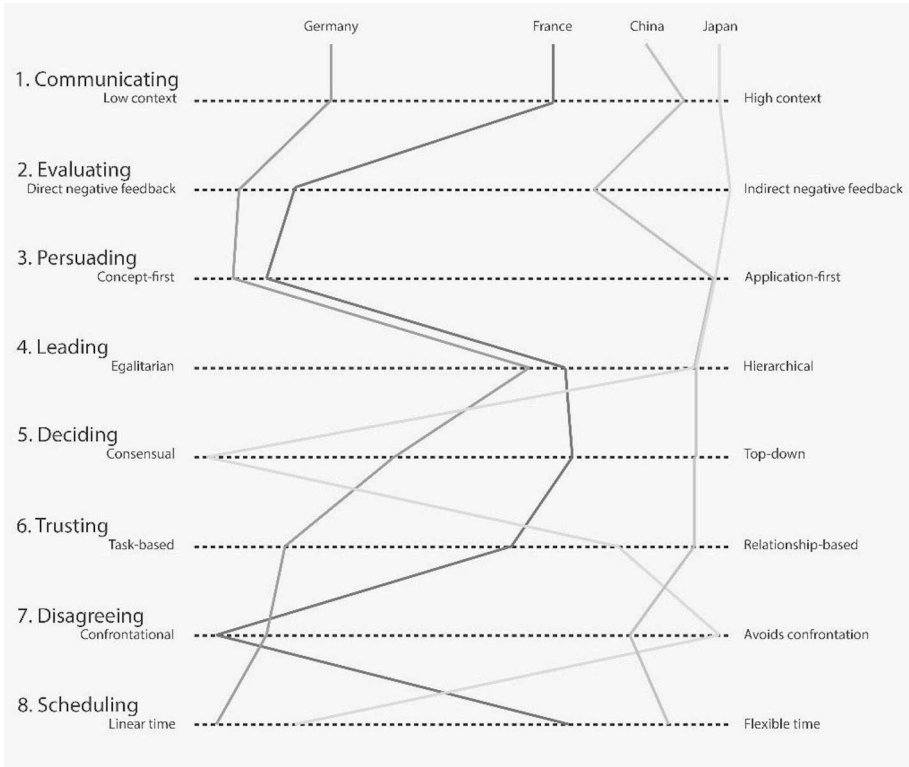 Germany France China Japan
1. Communicating
Low context High context
2. Evaluating
Direct negative feedback Indirect negative feedback
3. Persuading
Concept-first Application-first
4. Leading
Egalitarian Hierarchical
5. Deciding
Consensual Top-down
6. Trusting
Task-based Relationship-based
7. Disagreeing
Confrontational Avoids confrontation
8. Scheduling
Linear time Flexible time